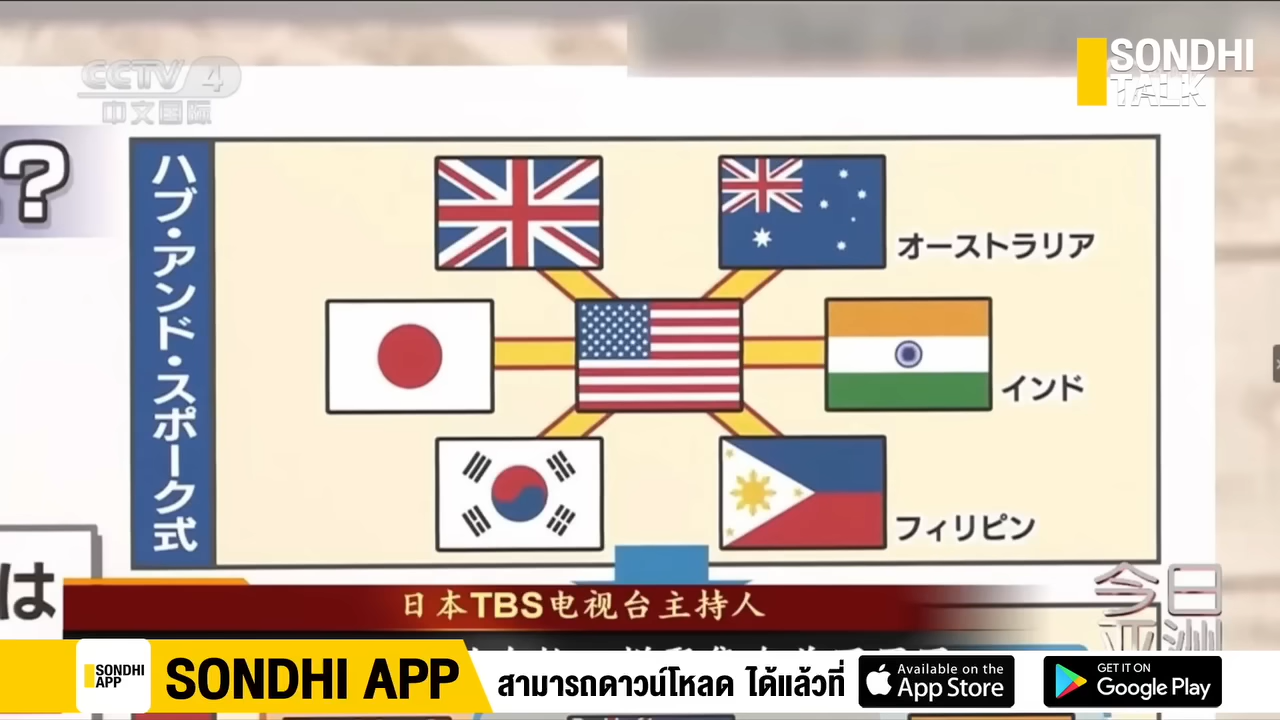 CCTV 4
中文国际
SONDHI
TALK
?
ハブ・アンド・スポーク式
オーストラリア
インド
フィリピン
は
今日
亚洲
日本TBS电视台主持人
SONDHI
APP
SONDHI APP
สามารถดาวน์โหลด ได้แล้วที่
Available on the
App Store
GET IT ON
Google Play